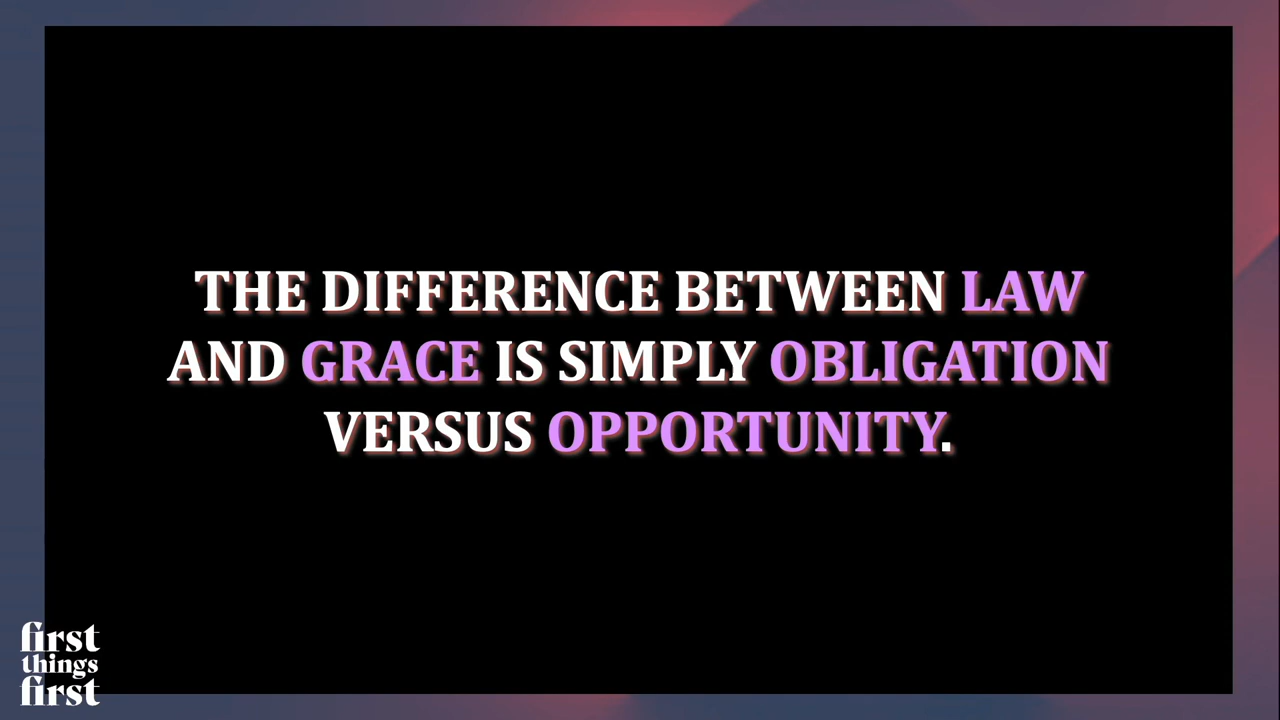 THE DIFFERENCE BETWEEN LAW
AND GRACE IS SIMPLY OBLIGATION
VERSUS OPPORTUNITY.
first
things
first